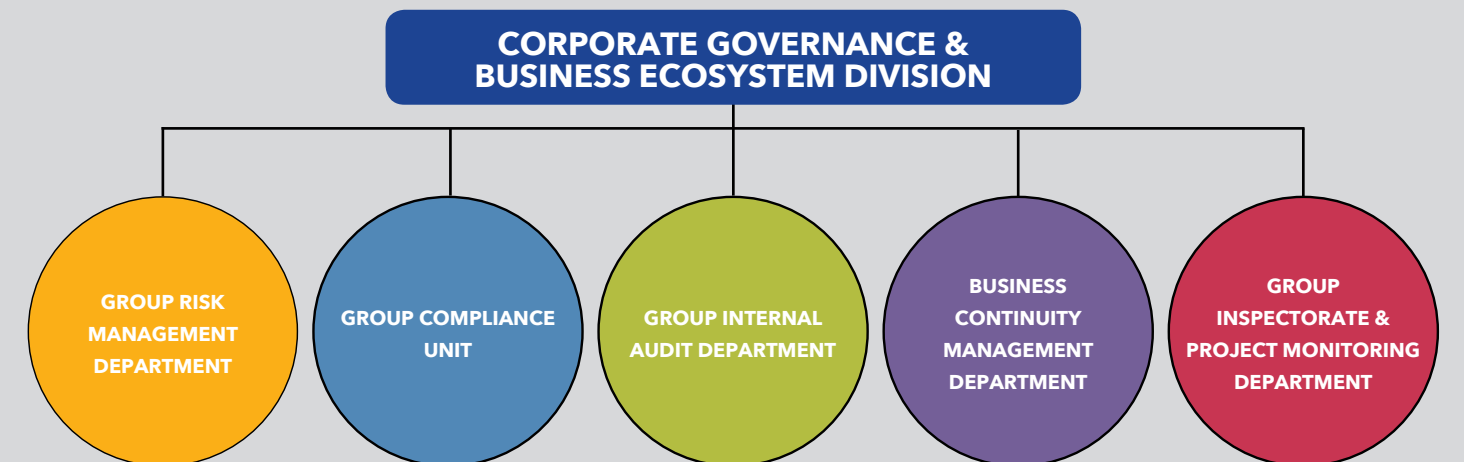 CORPORATE GOVERNANCE &
BUSINESS ECOSYSTEM DIVISION
GROUP RISK
MANAGEMENT
DEPARTMENT
GROUP COMPLIANCE
UNIT
GROUP INTERNAL
AUDIT DEPARTMENT
BUSINESS
CONTINUITY
MANAGEMENT
DEPARTMENT
GROUP
INSPECTORATE &
PROJECT MONITORING
DEPARTMENT